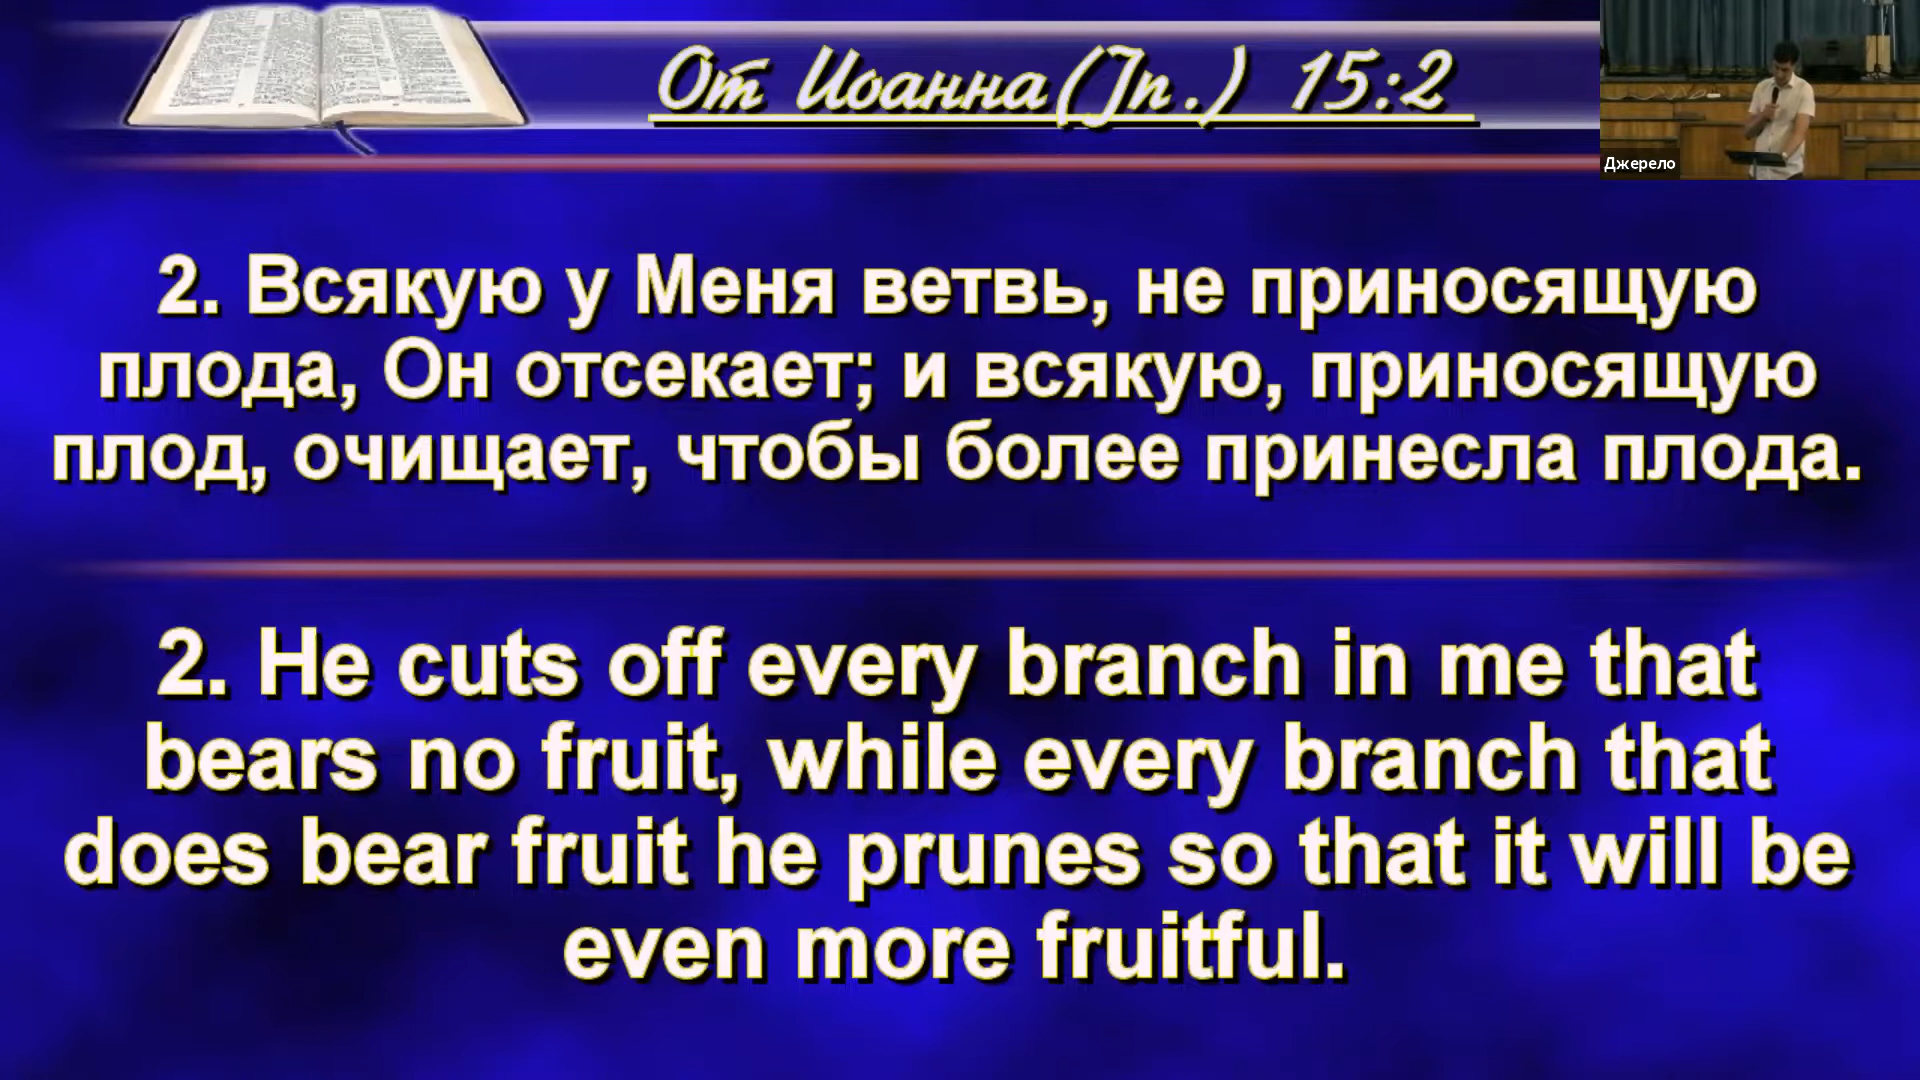 От Иоанна(Jn.) 15:2
Джерело
2. Всякую у Меня ветвь, не приносящую
плода, Он отсекает; и всякую, приносящую
плод, очищает, чтобы более принесла плода.
2. He cuts off every branch in me that
bears no fruit, while every branch that
does bear fruit he prunes so that it will be
even more fruitful.